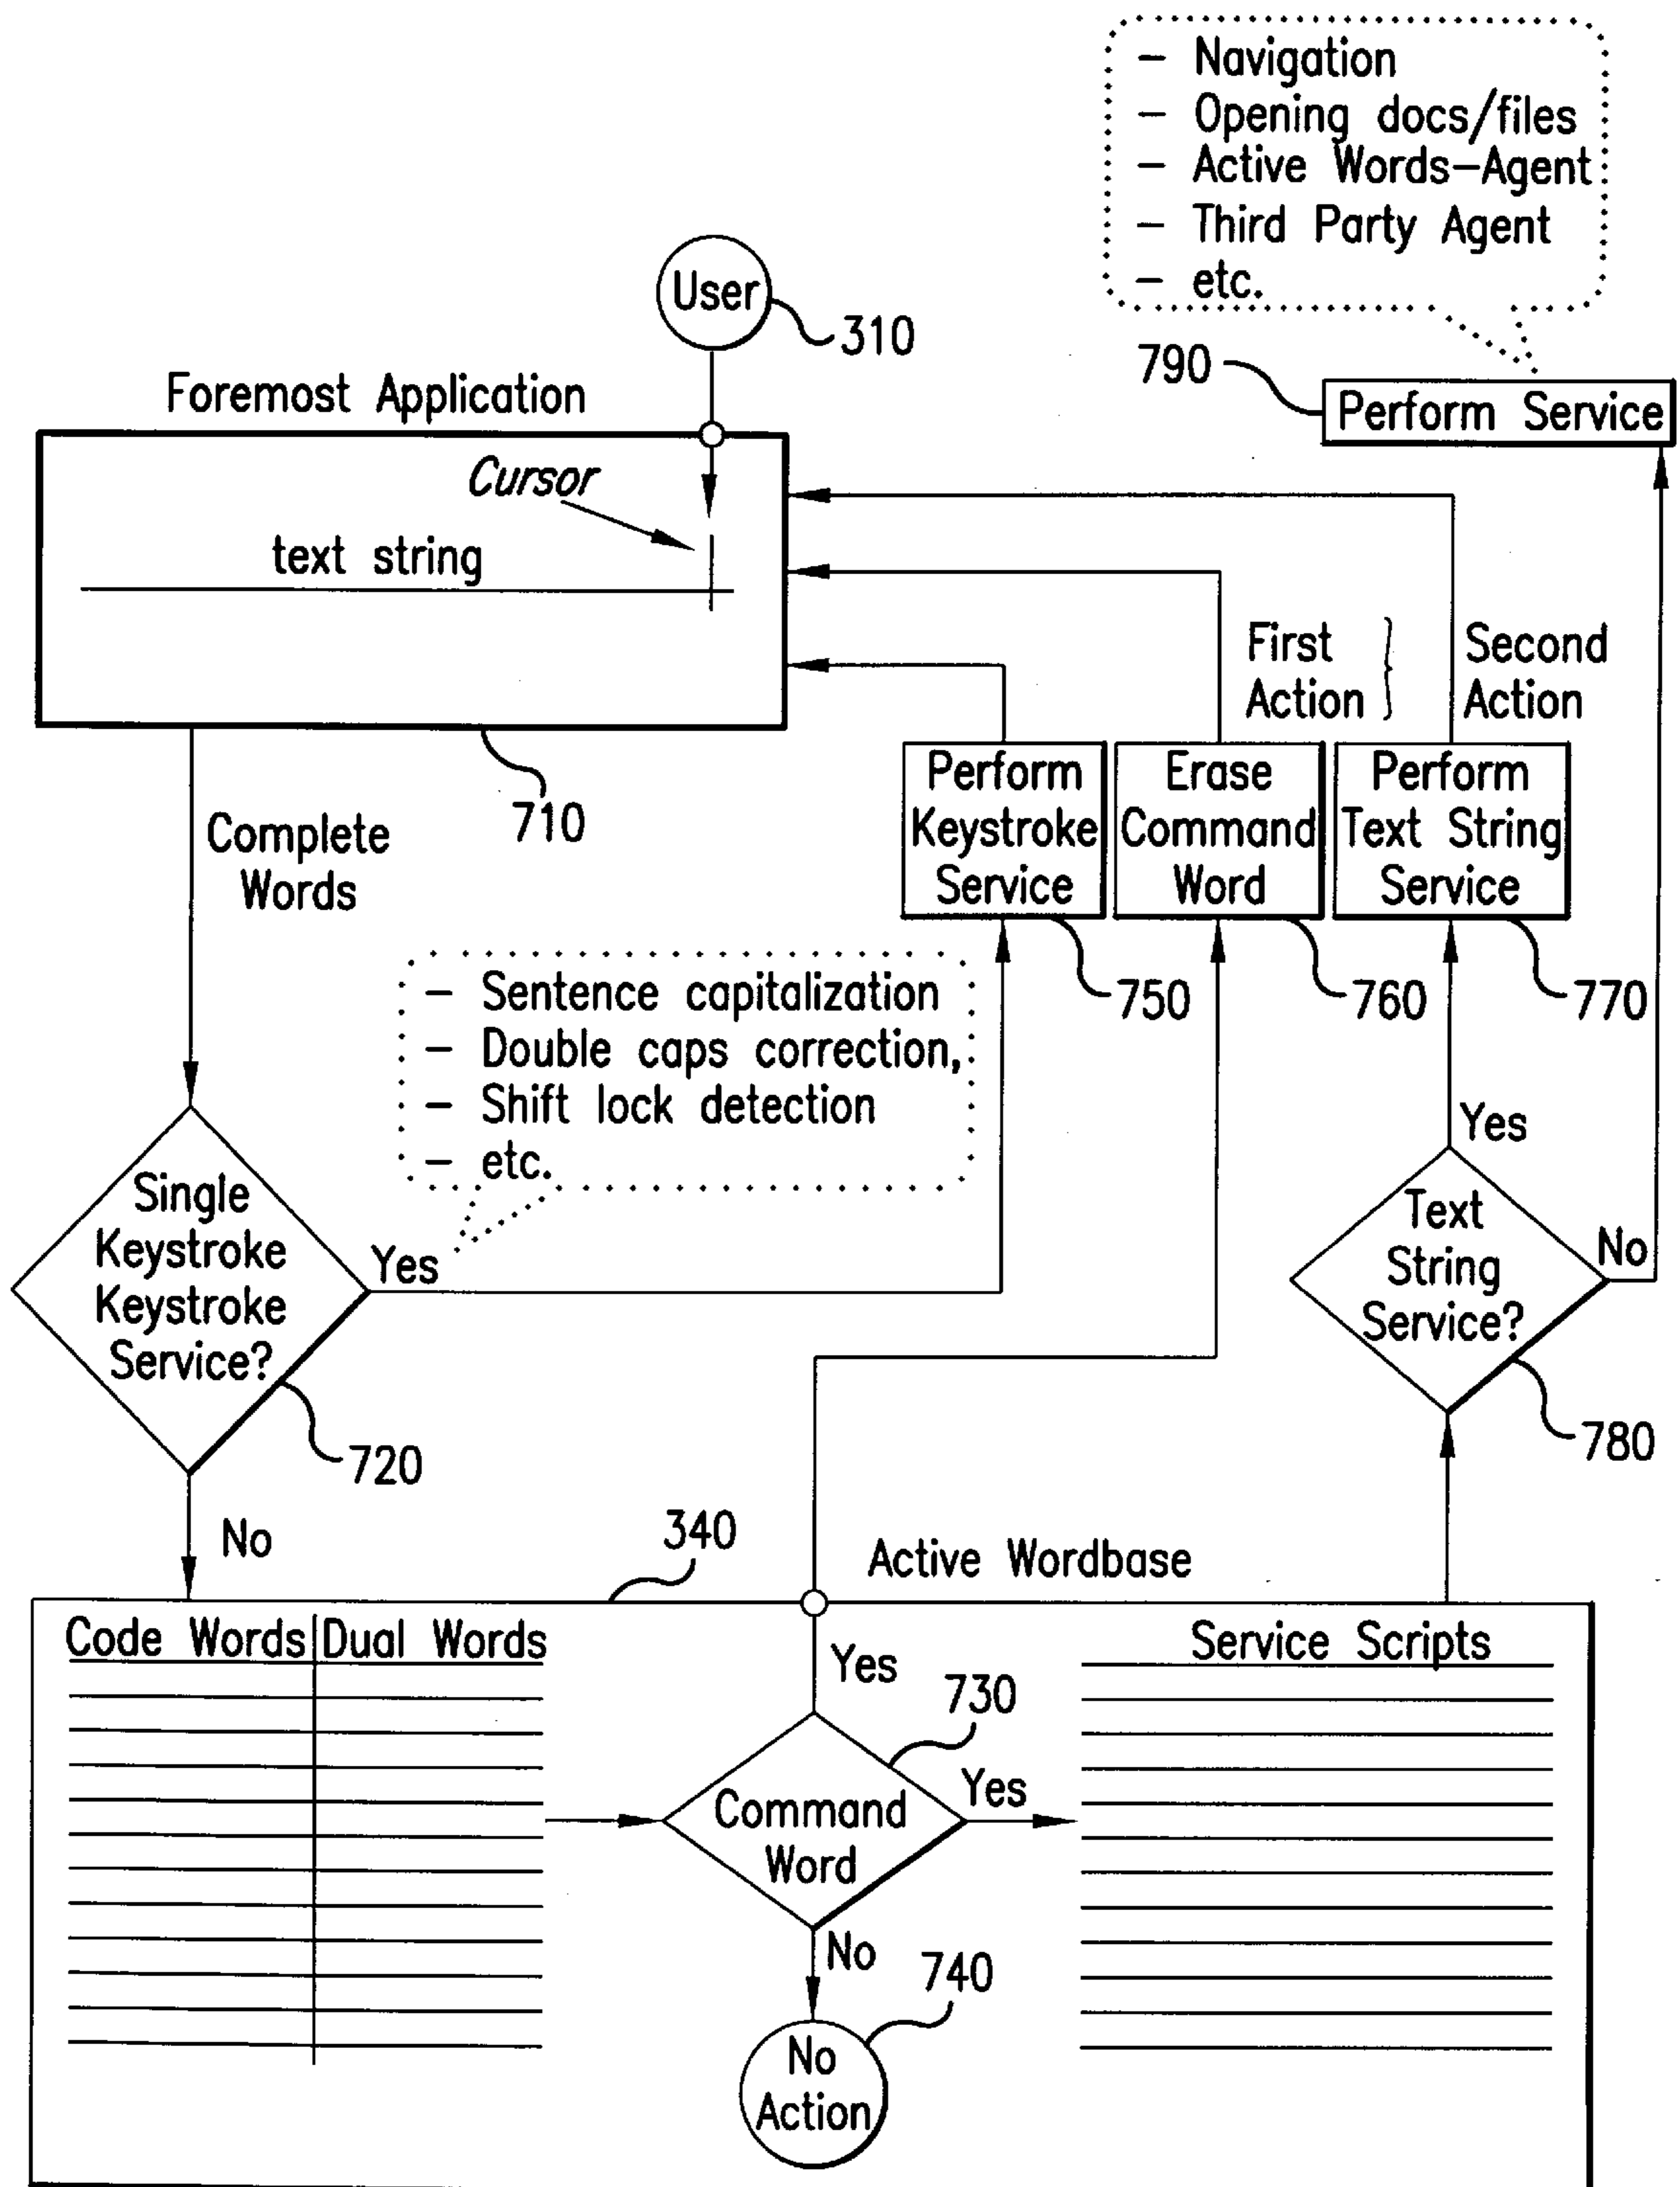 – Navigation
– Opening docs/files
– Active Words–Agent
– Third Party Agent
– etc.
User
310
790
Perform Service
Foremost Application
Cursor
text string
First
Action
Second
Action
710
Complete
Words
Perform
Keystroke
Service
Erase
Command
Word
Perform
Text String
Service
750
760
770
– Sentence capitalization
– Double caps correction,
– Shift lock detection
– etc.
Single
Keystroke
Keystroke
Service?
Yes
720
No
Yes
Text
String
Service?
No
780
340
Active Wordbase
Code Words
Dual Words
Service Scripts
Yes
730
Command
Word
Yes
No
740
No
Action